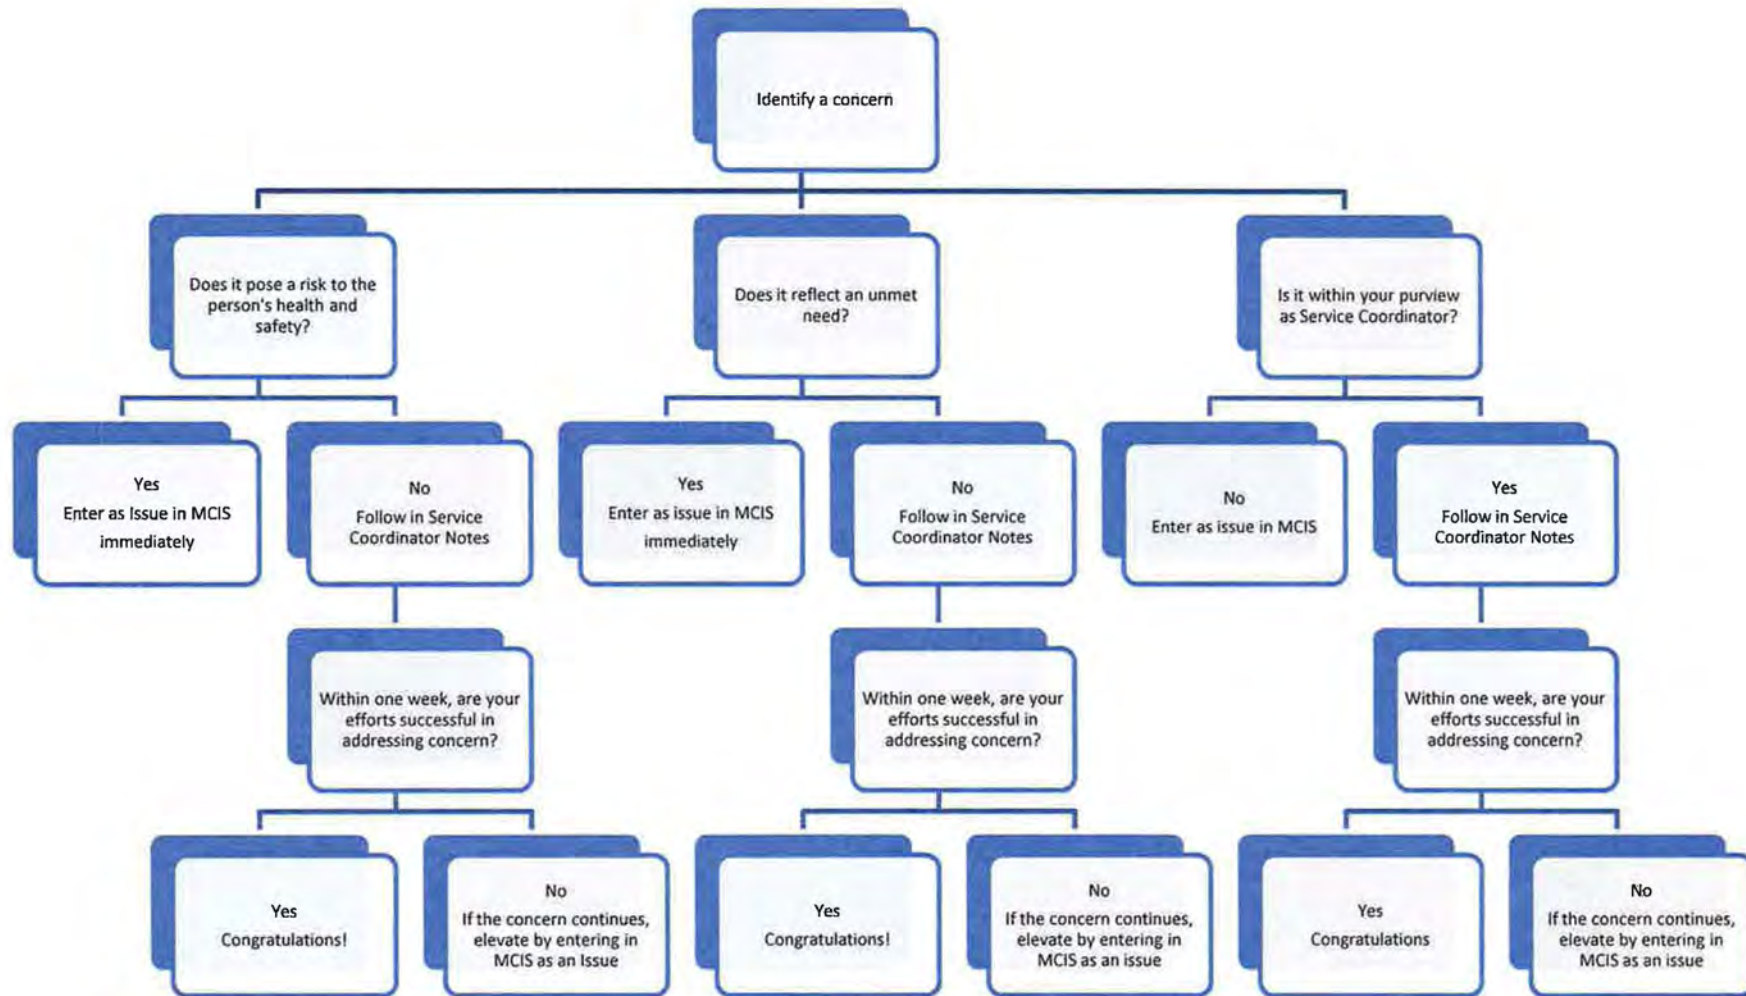 Identify a concern
Does it pose a risk to the
person's health and
safety?
Does it reflect an unmet
need?
Is it within your purview
as Service Coordinator?
Yes
Enter as Issue in MCIS
immediately
No
Follow in Service
Coordinator Notes
Yes
Enter as issue in MCIS
immediately
No
Follow in Service
Coordinator Notes
No
Enter as issue in MCIS
Yes
Follow in Service
Coordinator Notes
Within one week, are your
efforts successful in
addressing concern?
Within one week, are your
efforts successful in
addressing concern?
Within one week, are your
efforts successful in
addressing concern?
Yes
Congratulations!
No
If the concern continues,
elevate by entering in
MCIS as an Issue
Yes
Congratulations!
No
If the concern continues,
elevate by entering in
MCIS as an issue
Yes
Congratulations
No
If the concern continues,
elevate by entering in
MCIS as an issue